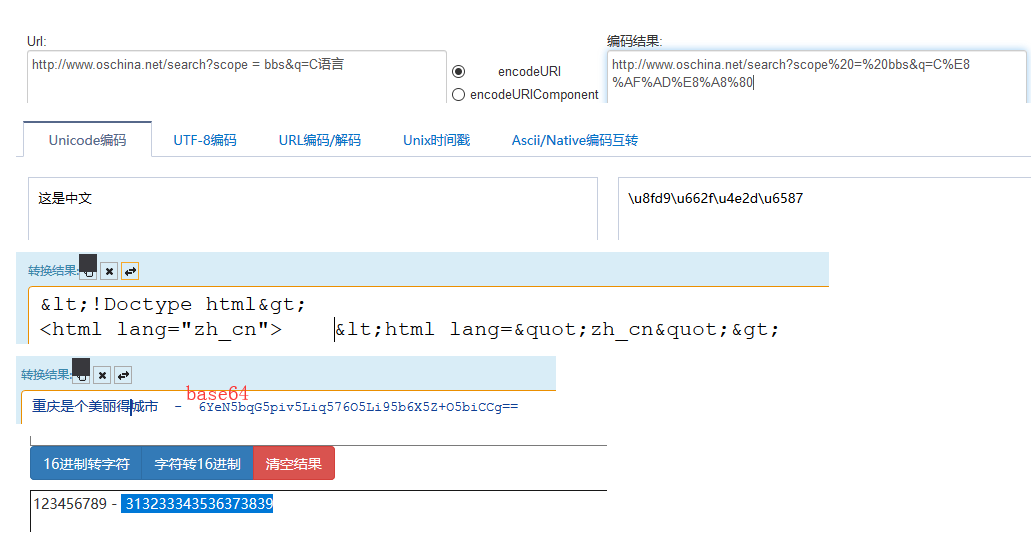 Url:
编码结果:
http://www.oschina.net/search?scope = bbs&q=C语言
encodeURI
encodeURIComponent
http://www.oschina.net/search?scope%20=%20bbs&q=C%E8
%AF%AD%E8%A8%80
Unicode编码 UTF-8编码 URL编码/解码 Unix时间戳 Ascii/Native编码互转
这是中文
\u8fd9\u662f\u4e2d\u6587
转换结果:
&lt;!Doctype html&gt;
<html lang="zh_cn"> &lt;html lang=&quot;zh_cn&quot;&gt;
转换结果:
base64
重庆是个美丽得城市 - 6YeN5bqG5piv5Liq576O5Li95b6X5Z+O5biCCg==
16进制转字符 字符转16进制 清空结果
123456789 - 313233343536373839